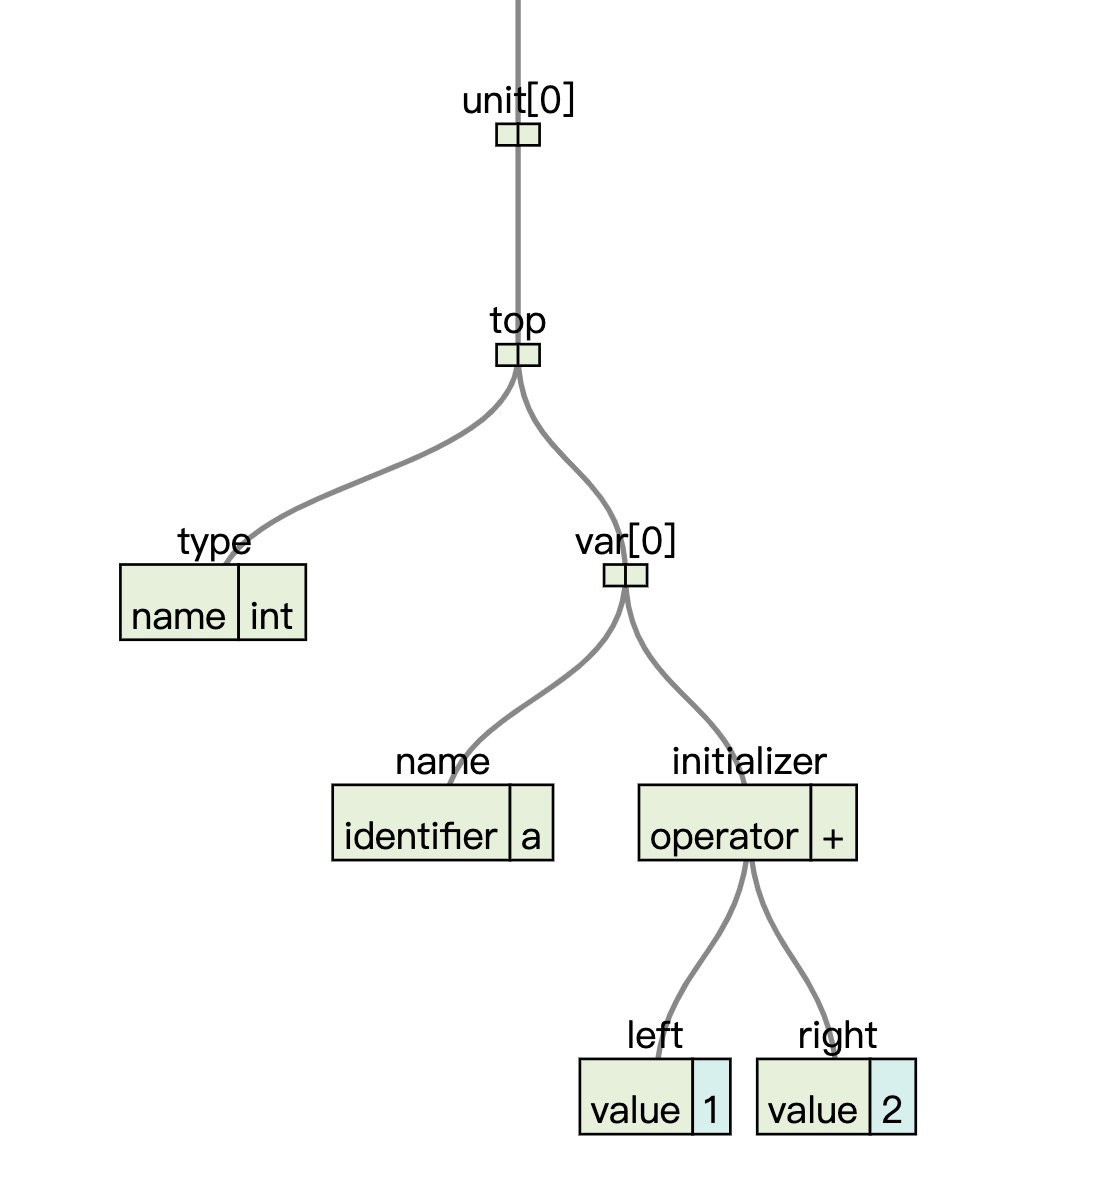 unit[0]
top
type
name int
var[0]
name
identifier a
initializer
operator +
left
value 1
right
value 2